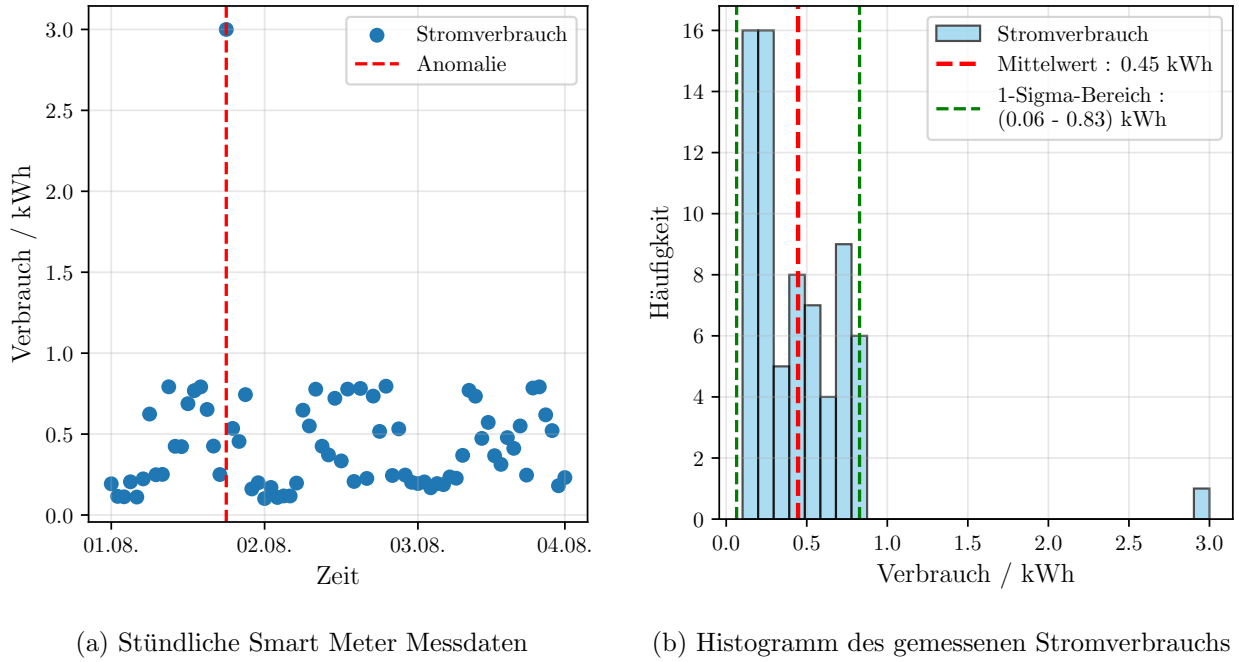 3.0
2.5
2.0
1.5
1.0
0.5
0.0
Verbrauch / kWh
Stromverbrauch
Anomalie
01.08.
02.08.
03.08.
04.08.
Zeit
(a) Stündliche Smart Meter Messdaten
16
14
12
10
8
6
4
2
0
Häufigkeit
Stromverbrauch
Mittelwert : 0.45 kWh
1-Sigma-Bereich :
(0.06 - 0.83) kWh
0.0
0.5
1.0
1.5
2.0
2.5
3.0
Verbrauch / kWh
(b) Histogramm des gemessenen Stromverbrauchs